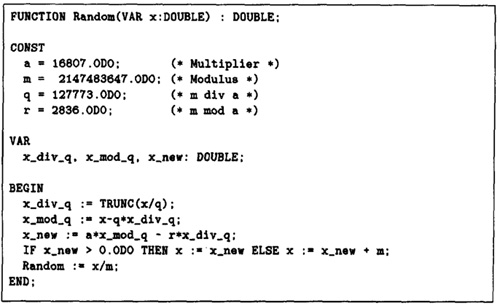 FUNCTION Random(VAR x:DOUBLE) : DOUBLE;
CONST
a = 16807.0D0; (* Multiplier *)
m = 2147483647.0D0; (* Modulus *)
q = 127773.0D0; (* m div a *)
r = 2836.0D0; (* m mod a *)
VAR
x_div_q, x_mod_q, x_new: DOUBLE;
BEGIN
x_div_q := TRUNC(x/q);
x_mod_q := x-q*x_div_q;
x_new := a*x_mod_q - r*x_div_q;
IF x_new > 0.0D0 THEN x := x_new ELSE x := x_new + m;
Random := x/m;
END;